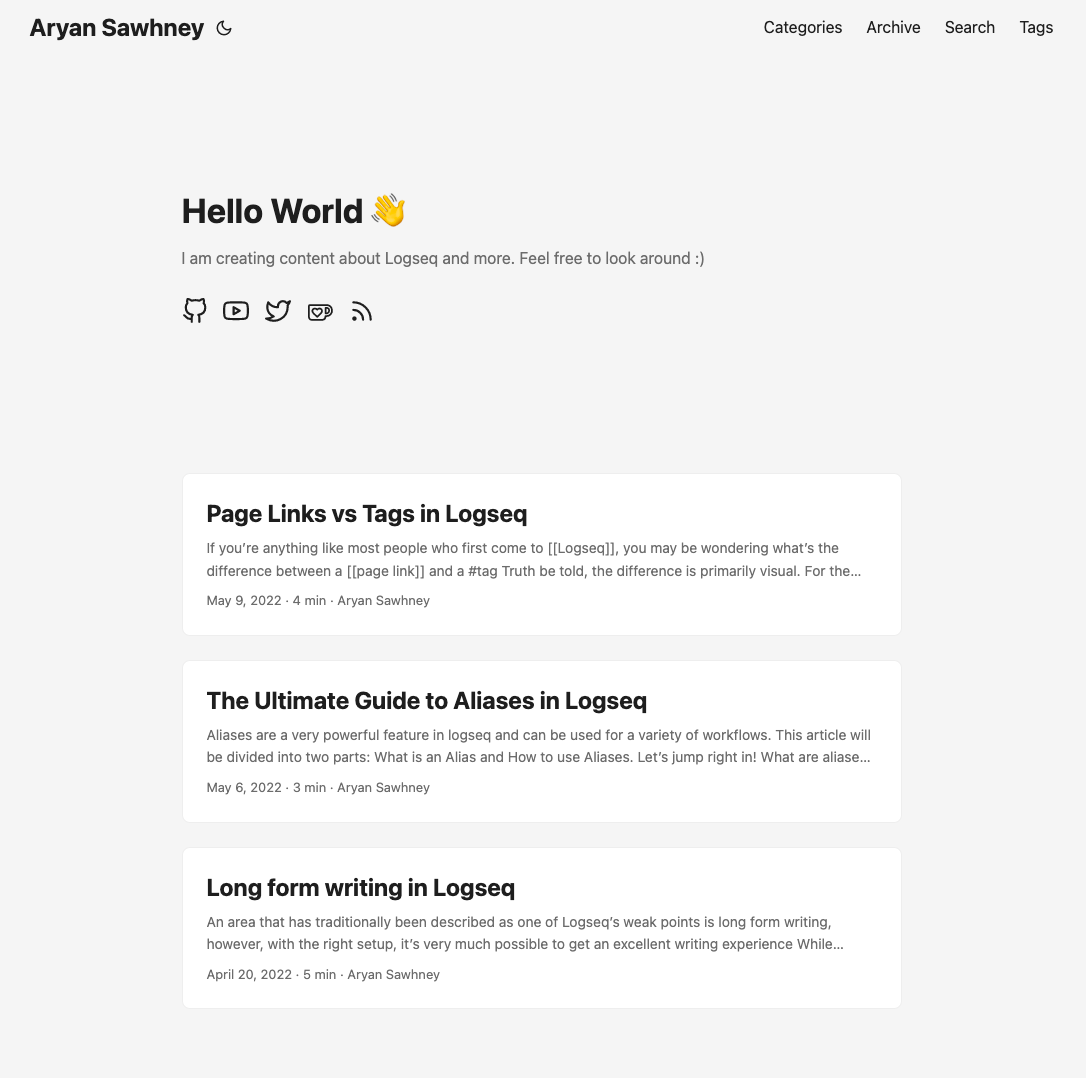 Aryan Sawhney
Categories Archive Search Tags
Hello World 👋
I am creating content about Logseq and more. Feel free to look around :)
Page Links vs Tags in Logseq
If you’re anything like most people who first come to [[Logseq]], you may be wondering what’s the
difference between a [[page link]] and a #tag Truth be told, the difference is primarily visual. For the...
May 9, 2022 · 4 min · Aryan Sawhney
The Ultimate Guide to Aliases in Logseq
Aliases are a very powerful feature in logseq and can be used for a variety of workflows. This article will
be divided into two parts: What is an Alias and How to use Aliases. Let’s jump right in! What are aliase...
May 6, 2022 · 3 min · Aryan Sawhney
Long form writing in Logseq
An area that has traditionally been described as one of Logseq’s weak points is long form writing,
however, with the right setup, it’s very much possible to get an excellent writing experience While...
April 20, 2022 · 5 min · Aryan Sawhney